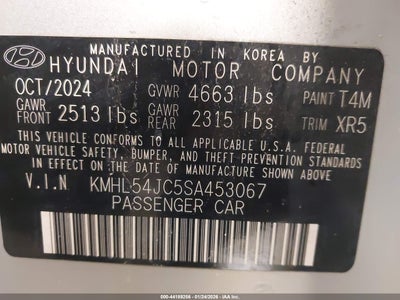 MANUFACTURED IN KOREA BY
HYUNDAI MOTOR COMPANY
OCT/2024 GVWR 4663 lbs PAINT T4M
GAWR FRONT 2513 lbs GAWR REAR 2315 lbs TRIM XR5
THIS VEHICLE CONFORMS TO ALL APPLICABLE FEDERAL
MOTOR VEHICLE SAFETY, BUMPER, AND THEFT
PREVENTION STANDARDS IN EFFECT ON THE DATE OF
MANUFACTURE SHOWN ABOVE.
V.I.N KMHL54JC5SA453067
PASSENGER CAR